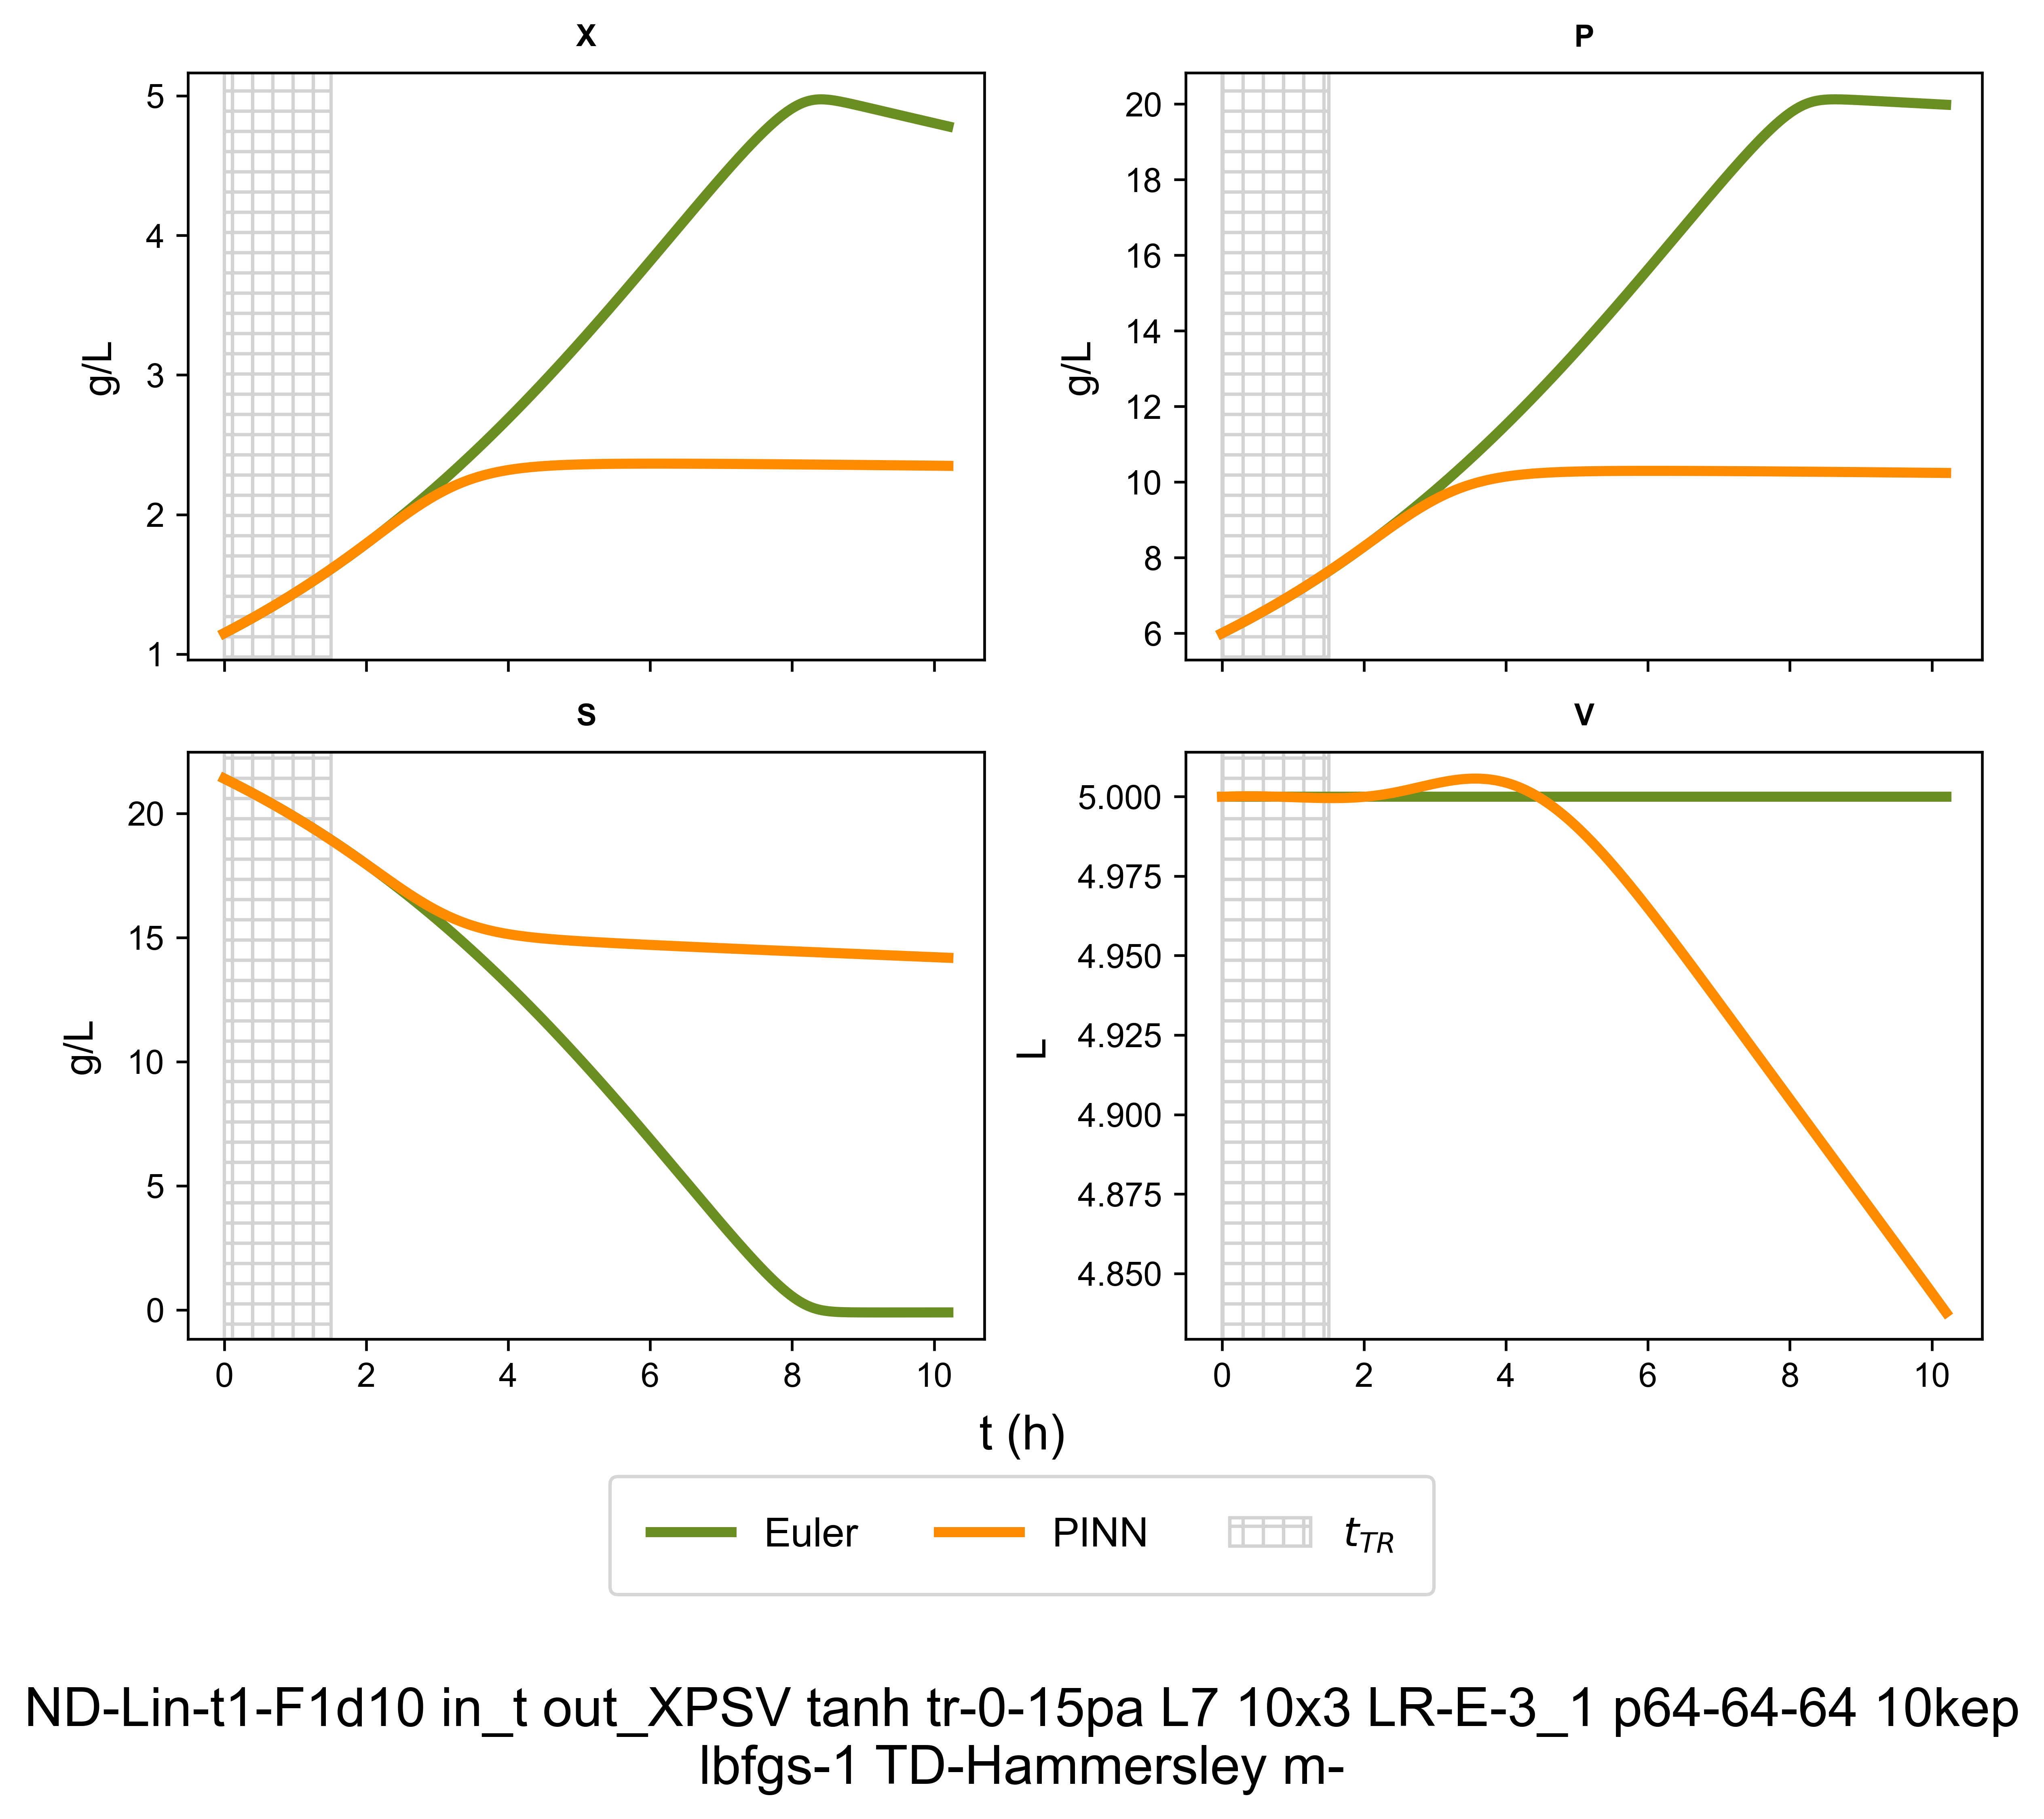 X
P
5
4
3
2
1
g/L
20
18
16
14
12
10
8
6
g/L
S
V
20
15
10
5
0
g/L
5.000
4.975
4.950
4.925
4.900
4.875
4.850
L
0 2 4 6 8 10
0 2 4 6 8 10
t (h)
Euler PINN t_TR
ND-Lin-t1-F1d10 in_t out_XPSV tanh tr-0-15pa L7 10x3 LR-E-3_1 p64-64-64 10kep
lbfgs-1 TD-Hammersley m-